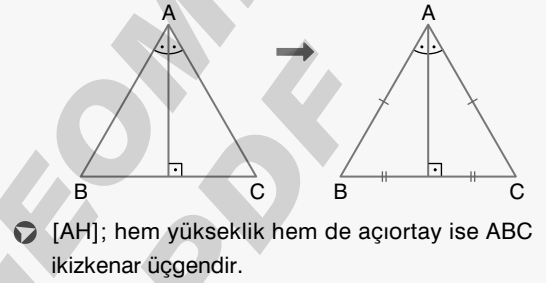 A
A
B
C
B
C
[AH]; hem yükseklik hem de açıortay ise ABC
ikizkenar üçgendir.